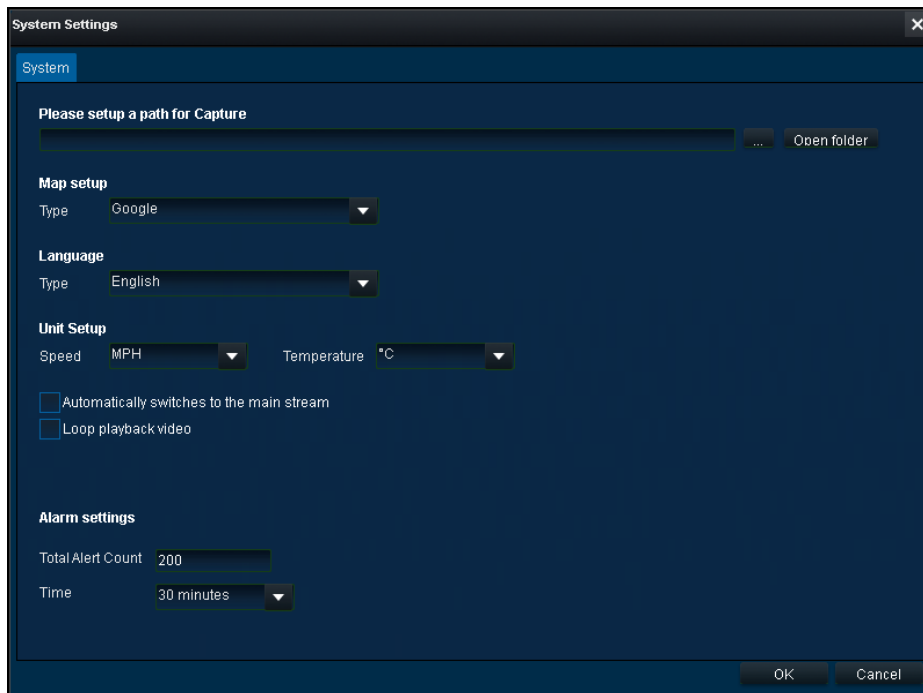 System Settings
System
Please setup a path for Capture
... Open folder
Map setup
Type Google
Language
Type English
Unit Setup
Speed MPH Temperature °C
Automatically switches to the main stream
Loop playback video
Alarm settings
Total Alert Count 200
Time 30 minutes
OK Cancel